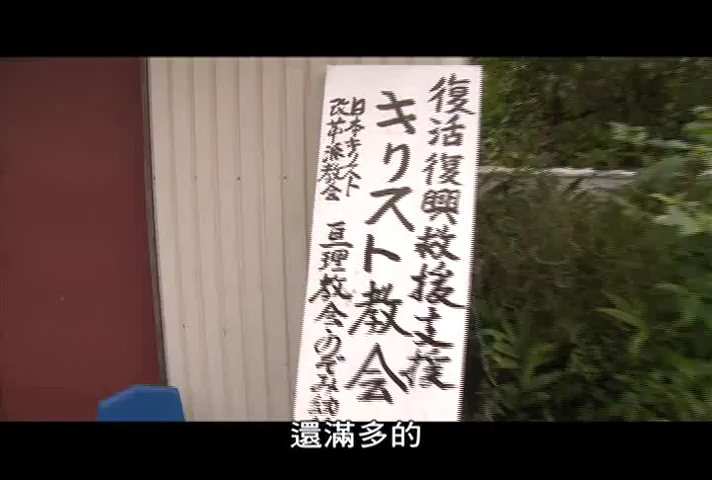 復活復興救援支援
キリスト教会
日本キリスト
改革派教会
亘理教会・のぞみ
還滿多的